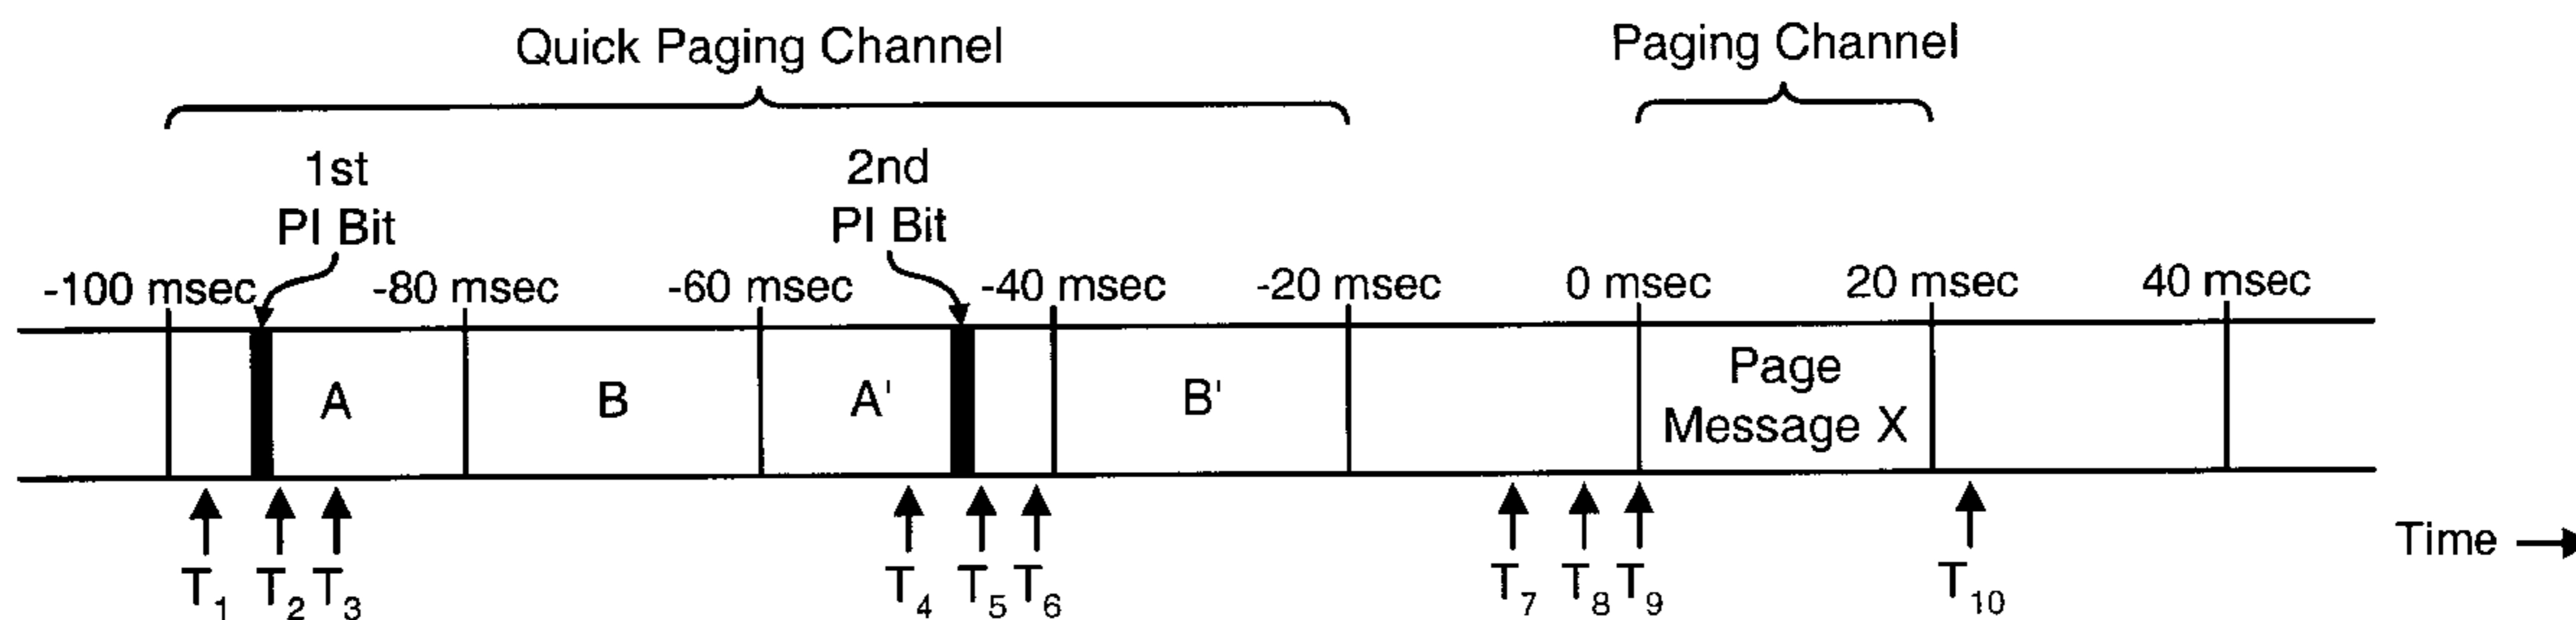 Quick Paging Channel
Paging Channel
1st
PI Bit
2nd
PI Bit
-100 msec
-80 msec
-60 msec
-40 msec
-20 msec
0 msec
20 msec
40 msec
A
B
A'
B'
Page
Message X
T1
T2
T3
T4
T5
T6
T7
T8
T9
T10
Time